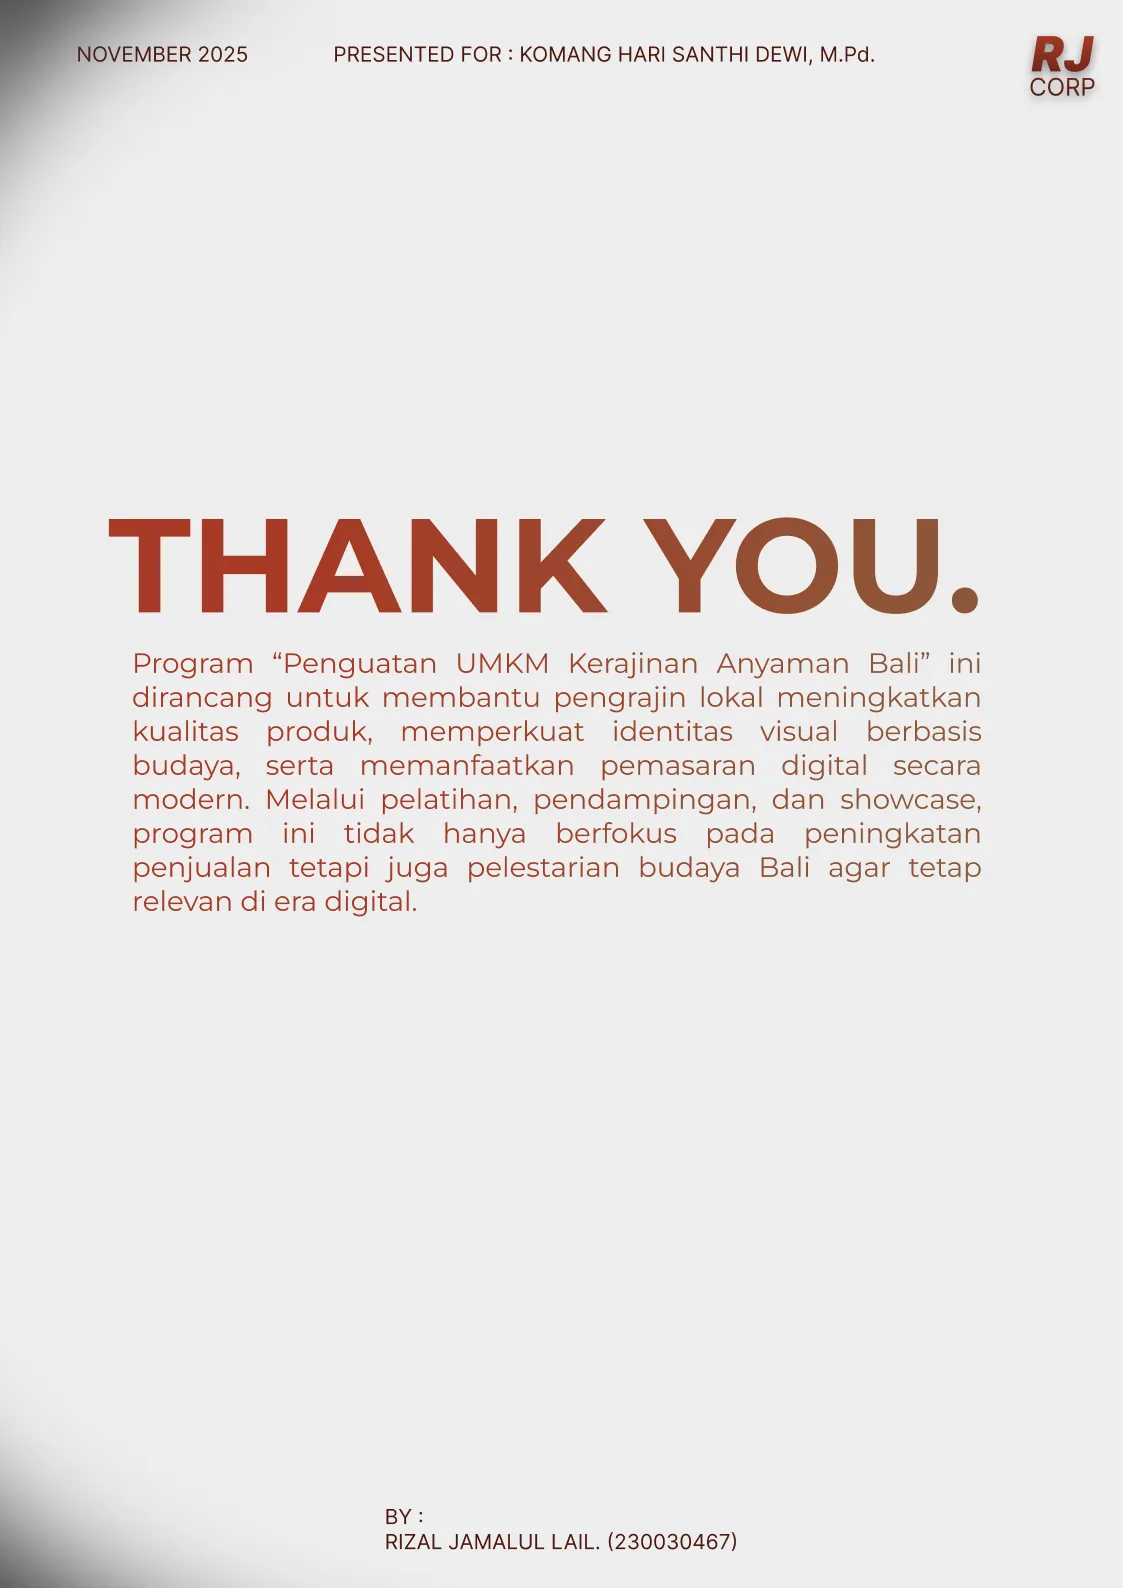 NOVEMBER 2025
PRESENTED FOR : KOMANG HARI SANTHI DEWI, M.Pd.
RJ
CORP
THANK YOU.
Program “Penguatan UMKM Kerajinan Anyaman Bali” ini
dirancang untuk membantu pengrajin lokal meningkatkan
kualitas produk, memperkuat identitas visual berbasis
budaya, serta memanfaatkan pemasaran digital secara
modern. Melalui pelatihan, pendampingan, dan showcase,
program ini tidak hanya berfokus pada peningkatan
penjualan tetapi juga pelestarian budaya Bali agar tetap
relevan di era digital.
BY :
RIZAL JAMALUL LAIL. (230030467)